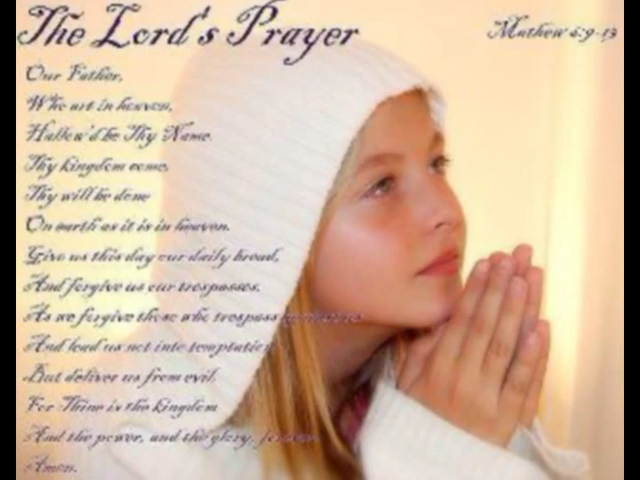 The Lord's Prayer
Mathew 6:9-13
Our Father,
Who art in heaven,
Hallow'd be Thy Name.
Thy kingdom come,
Thy will be done
On earth as it is in heaven.
Give us this day our daily bread,
And forgive us our trespasses.
As we forgive those who trespass against us.
And lead us not into temptation
But deliver us from evil.
For Thine is the kingdom
And the power, and the glory, forever.
Amen.